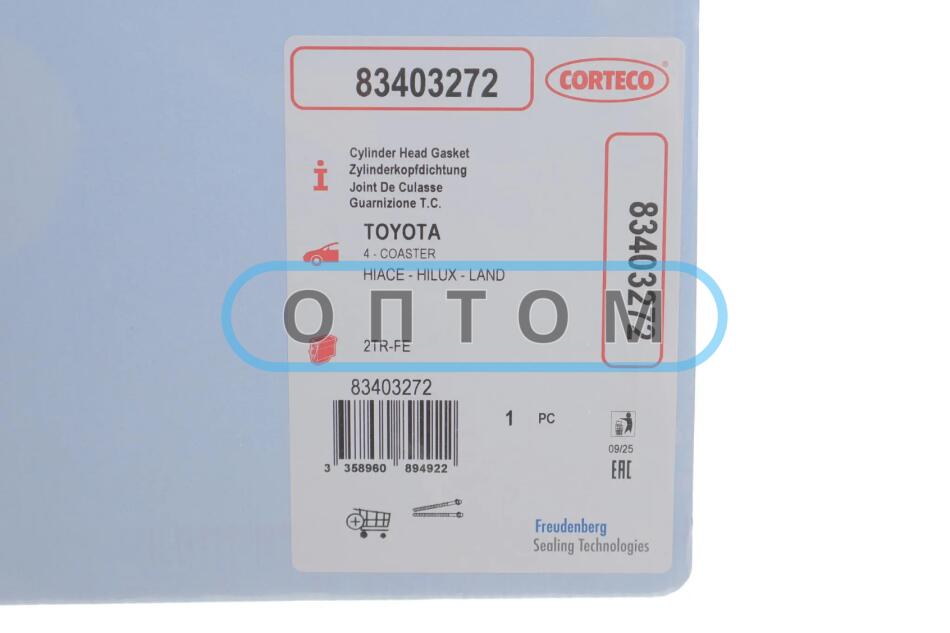 83403272
CORTECO®
83403272
i
Cylinder Head Gasket
Zylinderkopfdichtung
Joint De Culasse
Guarnizione T.C.
TOYOTA
4 - COASTER
HIACE - HILUX - LAND
ОПТОМ
2TR-FE
83403272
1 PC
3 358960 894922
09/25
EAC
Freudenberg
Sealing Technologies